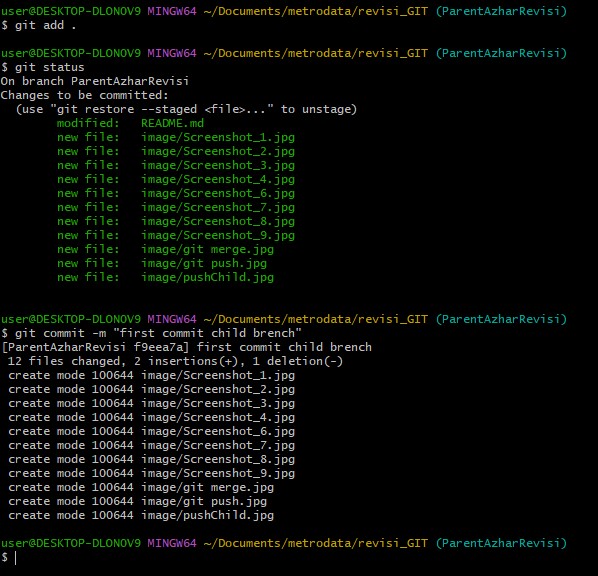 user@DESKTOP-DLONOV9 MINGW64 ~/Documents/metrodata/revisi_GIT (ParentAzharRevisi)
$ git add .
user@DESKTOP-DLONOV9 MINGW64 ~/Documents/metrodata/revisi_GIT (ParentAzharRevisi)
$ git status
On branch ParentAzharRevisi
Changes to be committed:
  (use "git restore --staged <file>..." to unstage)
        modified:   README.md
        new file:   image/Screenshot_1.jpg
        new file:   image/Screenshot_2.jpg
        new file:   image/Screenshot_3.jpg
        new file:   image/Screenshot_4.jpg
        new file:   image/Screenshot_6.jpg
        new file:   image/Screenshot_7.jpg
        new file:   image/Screenshot_8.jpg
        new file:   image/Screenshot_9.jpg
        new file:   image/git merge.jpg
        new file:   image/git push.jpg
        new file:   image/pushChild.jpg
user@DESKTOP-DLONOV9 MINGW64 ~/Documents/metrodata/revisi_GIT (ParentAzharRevisi)
$ git commit -m "first commit child brench"
[ParentAzharRevisi f9eea7a] first commit child brench
 12 files changed, 2 insertions(+), 1 deletion(-)
 create mode 100644 image/Screenshot_1.jpg
 create mode 100644 image/Screenshot_2.jpg
 create mode 100644 image/Screenshot_3.jpg
 create mode 100644 image/Screenshot_4.jpg
 create mode 100644 image/Screenshot_6.jpg
 create mode 100644 image/Screenshot_7.jpg
 create mode 100644 image/Screenshot_8.jpg
 create mode 100644 image/Screenshot_9.jpg
 create mode 100644 image/git merge.jpg
 create mode 100644 image/git push.jpg
 create mode 100644 image/pushChild.jpg
user@DESKTOP-DLONOV9 MINGW64 ~/Documents/metrodata/revisi_GIT (ParentAzharRevisi)
$